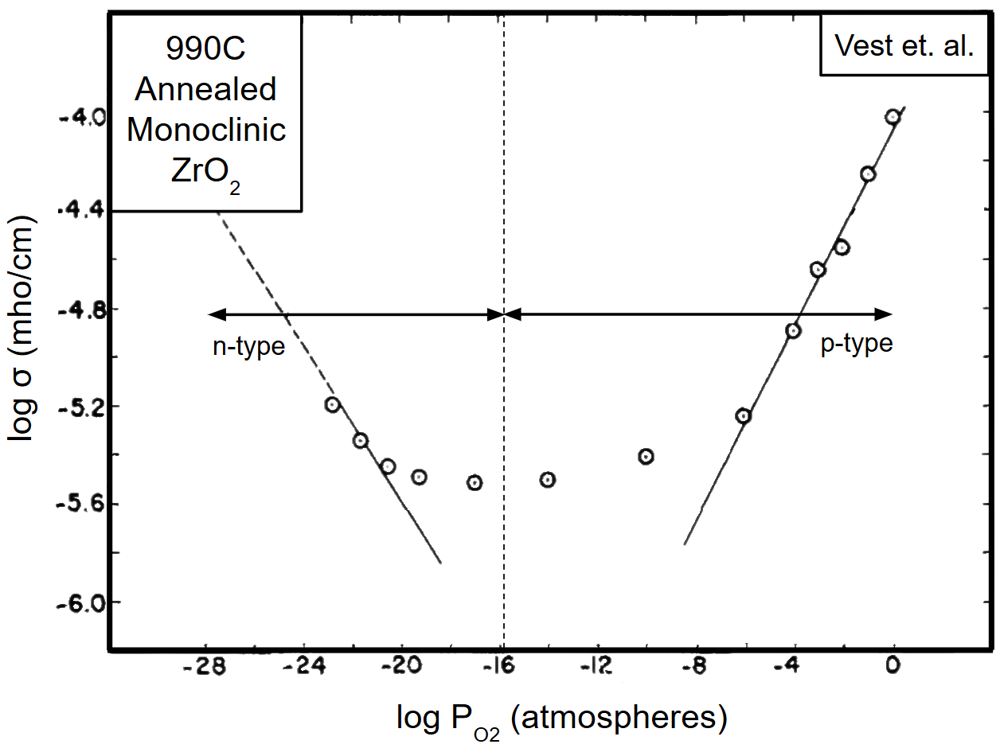 990C
Annealed
Monoclinic
ZrO2
Vest et. al.
-4.0
-4.4
-4.8
-5.2
-5.6
-6.0
log σ (mho/cm)
n-type
p-type
-28
-24
-20
-16
-12
-8
-4
0
log PO2 (atmospheres)